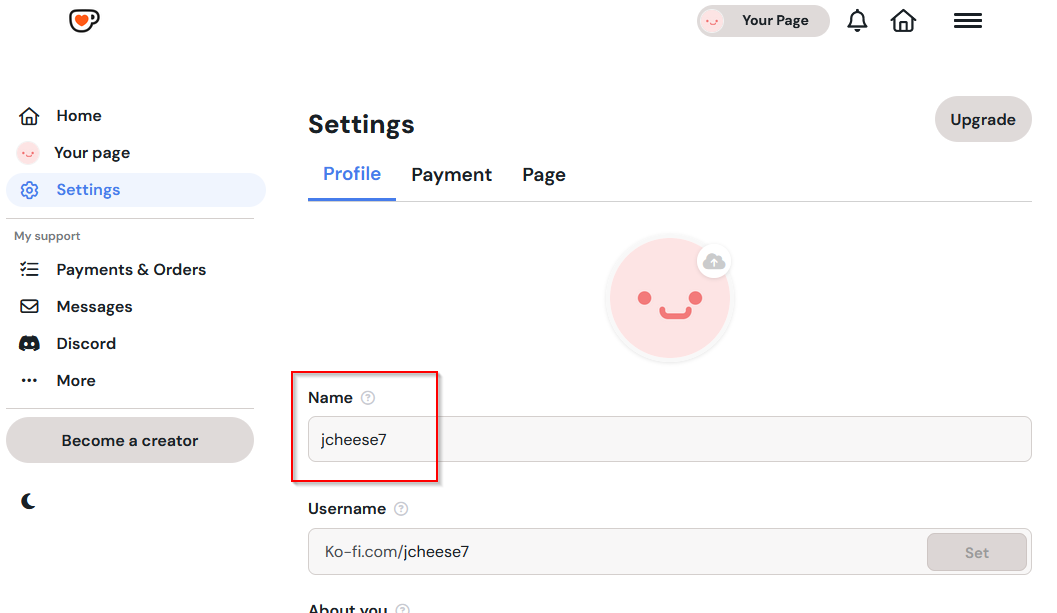 Your Page
Home
Your page
Settings
My support
Payments & Orders
Messages
Discord
More
Become a creator
Settings
Upgrade
Profile Payment Page
Name ?
jcheese7
Username ?
Ko-fi.com/jcheese7 Set
About you ?